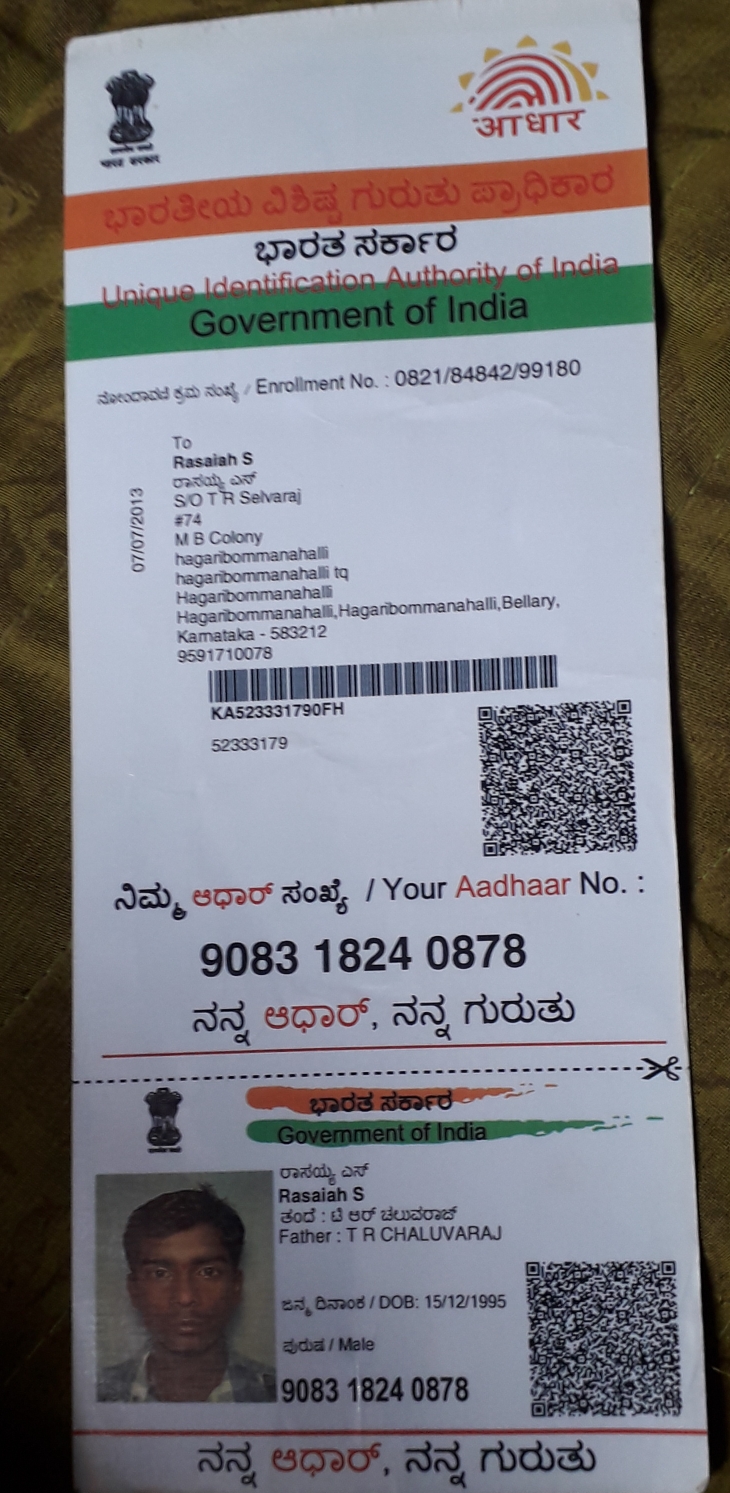 भारत सरकार
आधार
ಭಾರತೀಯ ವಿಶಿಷ್ಟ ಗುರುತು ಪ್ರಾಧಿಕಾರ
ಭಾರತ ಸರ್ಕಾರ
Unique Identification Authority of India
Government of India
ನೋಂದಾವಣಿ ಕ್ರಮ ಸಂಖ್ಯೆ / Enrollment No. : 0821/84842/99180
07/07/2013
To
Rasaiah S
ರಾಸಯ್ಯ ಎಸ್
S/O T R Selvaraj
#74
M B Colony
hagaribommanahalli
hagaribommanahalli tq
Hagaribommanahalli
Hagaribommanahalli,Hagaribommanahalli,Bellary,
Karnataka - 583212
9591710078
KA523331790FH
52333179
ನಿಮ್ಮ ಆಧಾರ್ ಸಂಖ್ಯೆ / Your Aadhaar No. :
9083 1824 0878
ನನ್ನ ಆಧಾರ್, ನನ್ನ ಗುರುತು
ಭಾರತ ಸರ್ಕಾರ
Government of India
ರಾಸಯ್ಯ ಎಸ್
Rasaiah S
ತಂದೆ : ಟಿ ಆರ್ ಚಲುವರಾಜ್
Father : T R CHALUVARAJ
ಜನ್ಮ ದಿನಾಂಕ / DOB: 15/12/1995
ಪುರುಷ / Male
9083 1824 0878
ನನ್ನ ಆಧಾರ್, ನನ್ನ ಗುರುತು